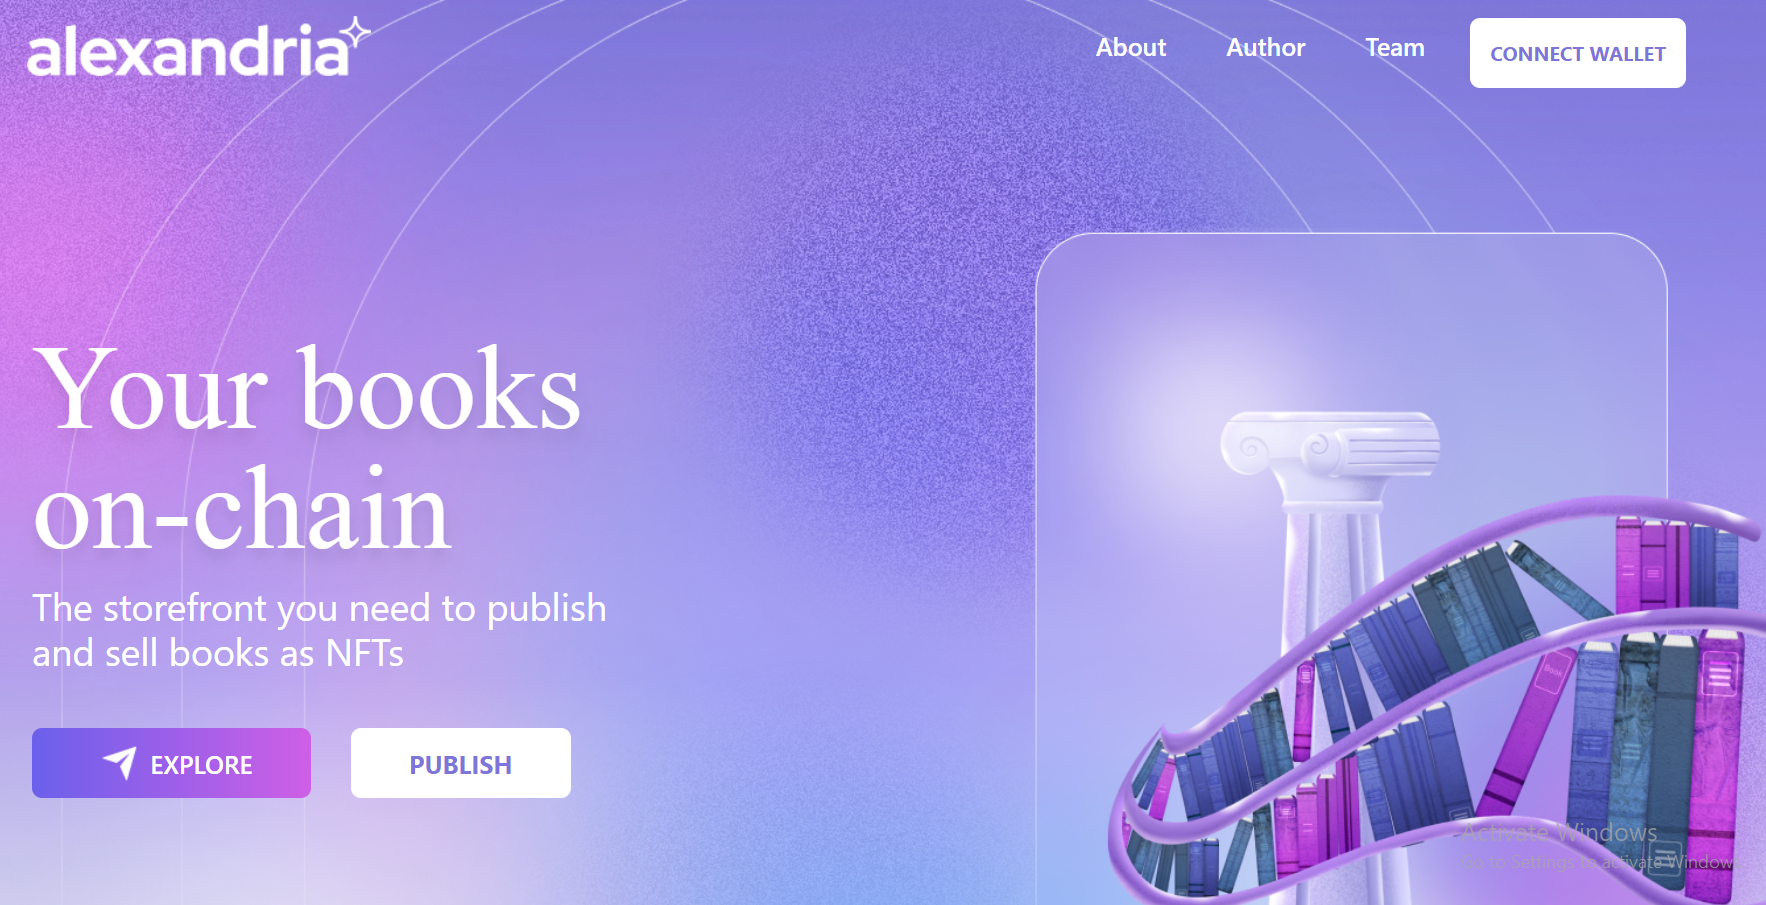 alexandria
About
Author
Team
CONNECT WALLET
Your books
on-chain
The storefront you need to publish
and sell books as NFTs
EXPLORE
PUBLISH
Book
Activate Windows
Go to Settings to activate Windows